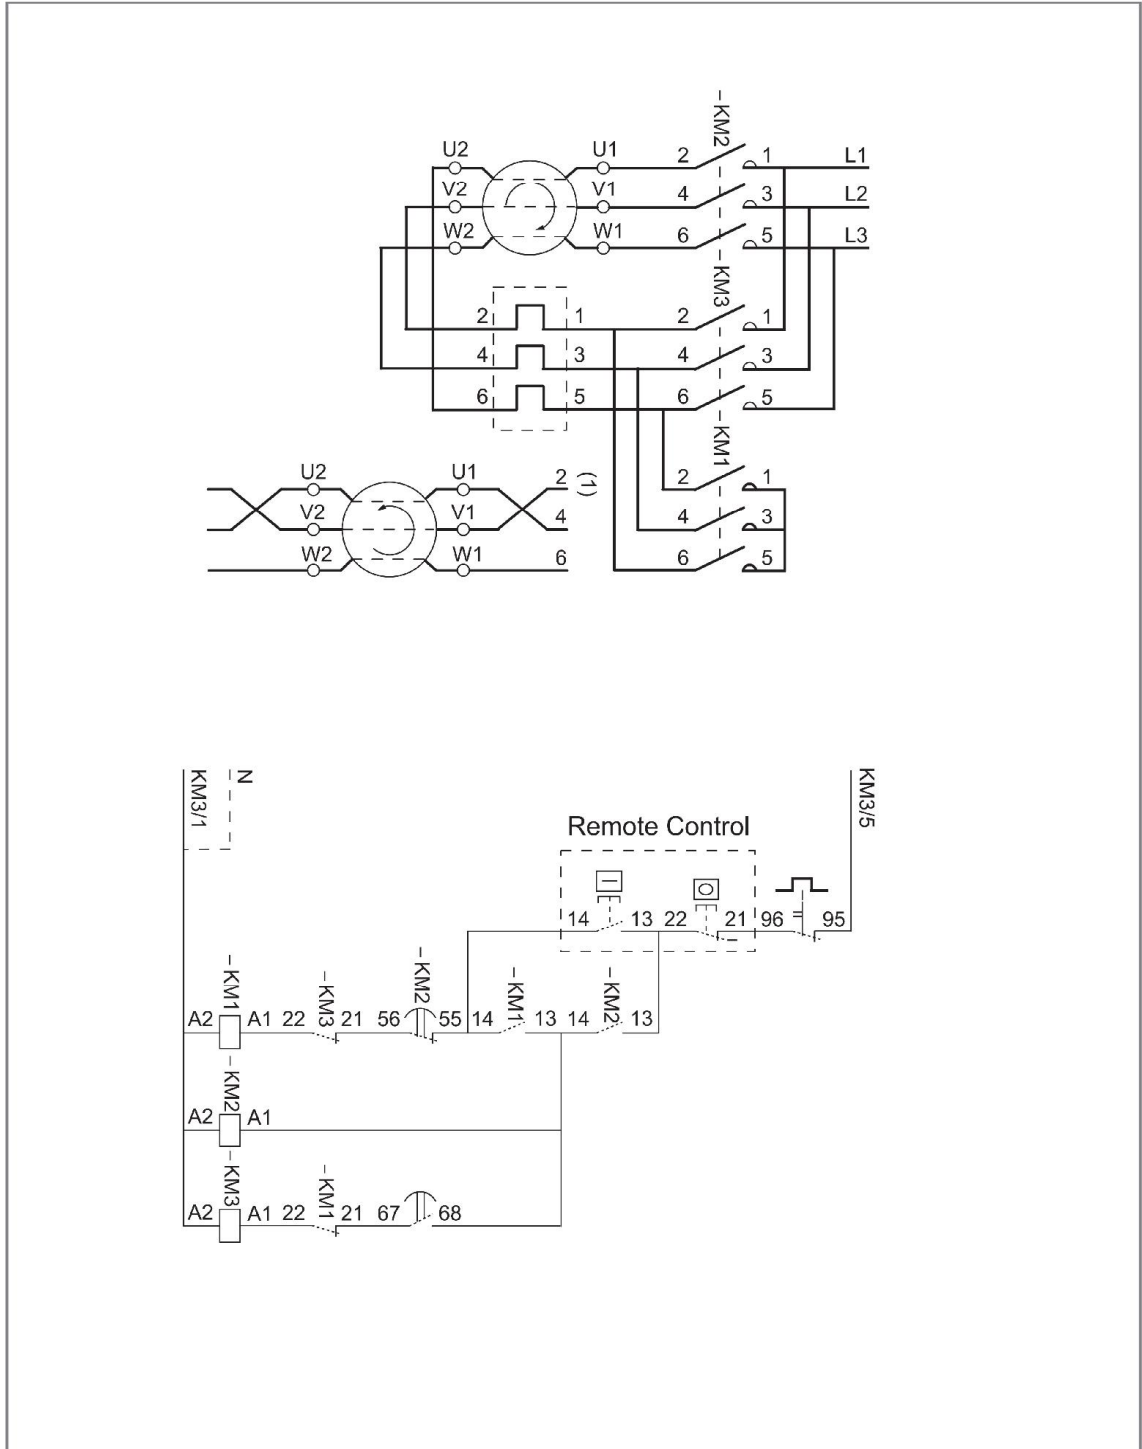 -KM2
U2 U1 2 1 L1
V2 V1 4 3 L2
W2 W1 6 5 L3
-KM3
2 1 2 1
4 3 4 3
6 5 6 5
-KM1
U2 U1 2 (1) 2 1
V2 V1 4 4 3
W2 W1 6 6 5
KM3/1 N KM3/5
Remote Control
I O
14 13 22 21 96 95
-KM1 -KM3 -KM2 -KM1 -KM2
A2 A1 22 21 56 55 14 13 14 13
-KM2
A2 A1
-KM3 -KM1
A2 A1 22 21 67 68